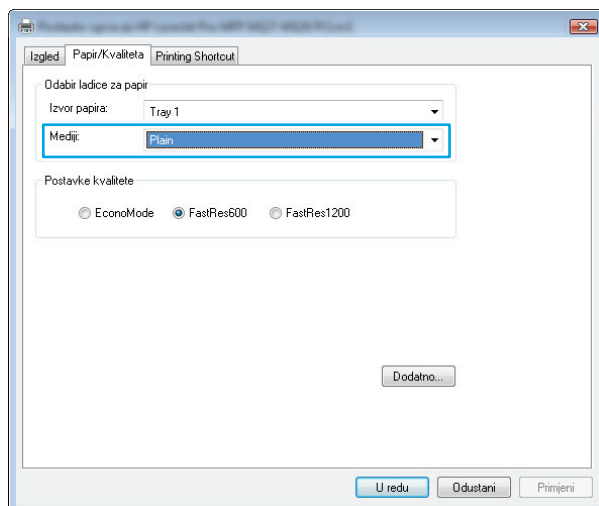 Izgled Papir/Kvaliteta Printing Shortcut
Odabir ladice za papir
Izvor papira: Tray 1
Mediji: Plain
Postavke kvalitete
EconoMode FastRes600 FastRes1200
Dodatno...
U redu Odustani Primjeni